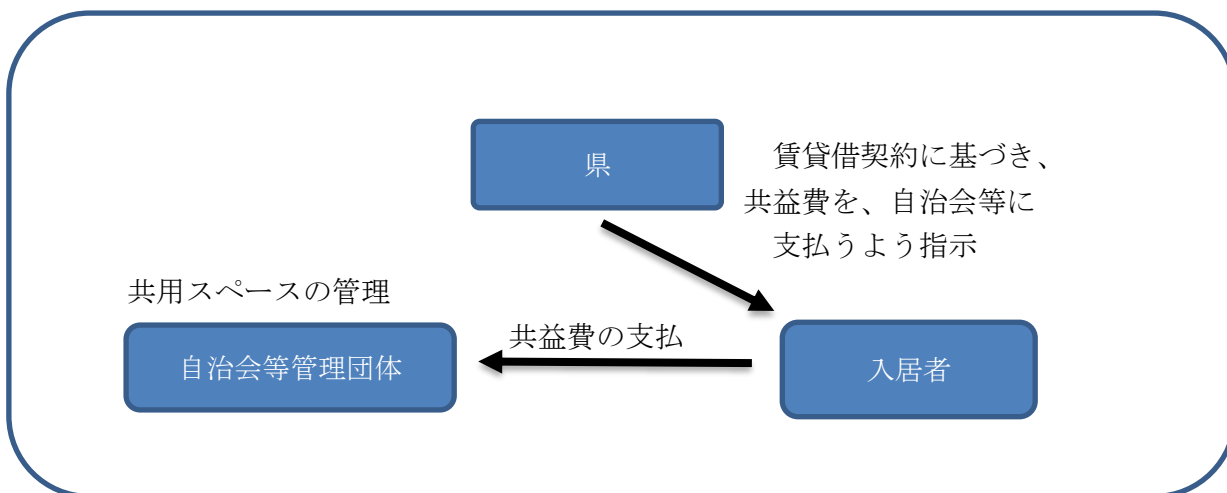 県
賃貸借契約に基づき、
共益費を、自治会等に
支払うよう指示
共用スペースの管理
共益費の支払
自治会等管理団体
入居者